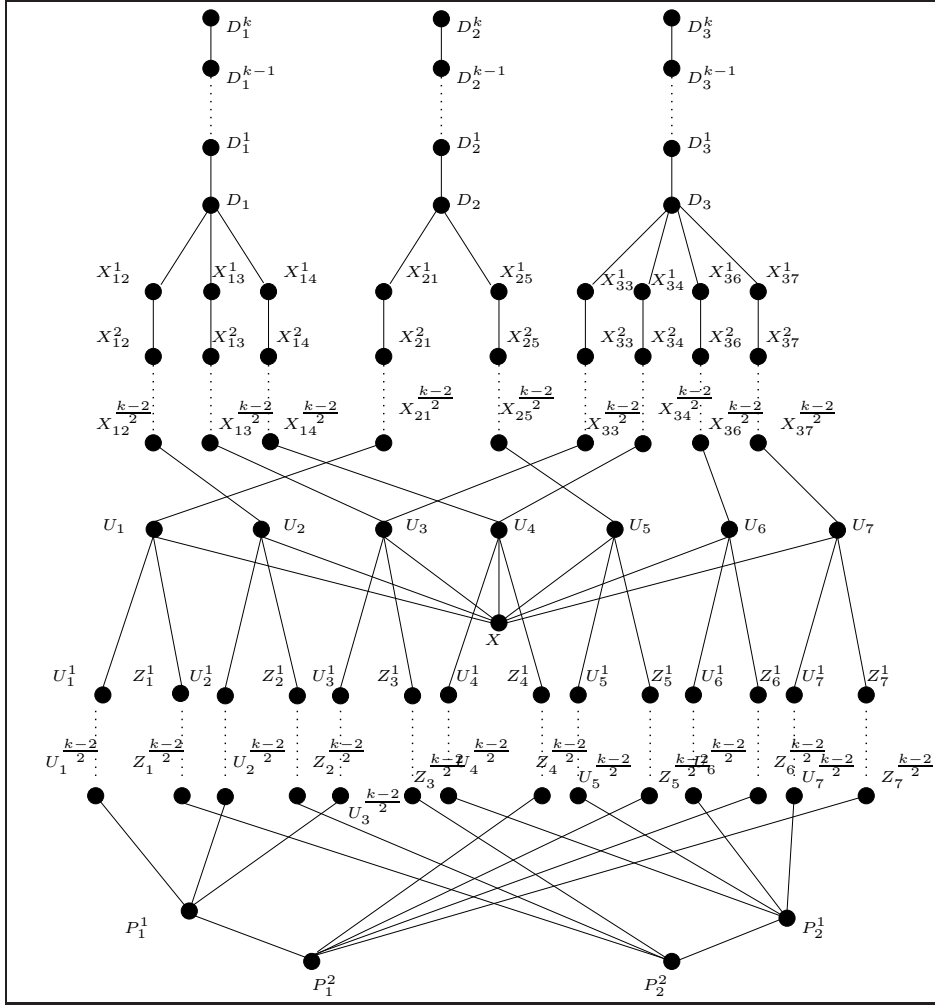 D_1^k D_2^k D_3^k
D_1^{k-1} D_2^{k-1} D_3^{k-1}
D_1^1 D_2^1 D_3^1
D_1 D_2 D_3
X_{12}^1 X_{13}^1 X_{14}^1 X_{21}^1 X_{25}^1 X_{33}^1 X_{34}^1 X_{36}^1 X_{37}^1
X_{12}^2 X_{13}^2 X_{14}^2 X_{21}^2 X_{25}^2 X_{33}^2 X_{34}^2 X_{36}^2 X_{37}^2
X_{12}^{\frac{k-2}{2}} X_{13}^{\frac{k-2}{2}} X_{14}^{\frac{k-2}{2}} X_{21}^{\frac{k-2}{2}} X_{25}^{\frac{k-2}{2}} X_{33}^{\frac{k-2}{2}} X_{34}^{\frac{k-2}{2}} X_{36}^{\frac{k-2}{2}} X_{37}^{\frac{k-2}{2}}
U_1 U_2 U_3 U_4 U_5 U_6 U_7
X
U_1^1 Z_1^1 U_2^1 Z_2^1 U_3^1 Z_3^1 U_4^1 Z_4^1 U_5^1 Z_5^1 U_6^1 Z_6^1 U_7^1 Z_7^1
U_1^{\frac{k-2}{2}} Z_1^{\frac{k-2}{2}} U_2^{\frac{k-2}{2}} Z_2^{\frac{k-2}{2}} U_3^{\frac{k-2}{2}} Z_3^{\frac{k-2}{2}} U_4^{\frac{k-2}{2}} Z_4^{\frac{k-2}{2}} U_5^{\frac{k-2}{2}} Z_5^{\frac{k-2}{2}} U_6^{\frac{k-2}{2}} Z_6^{\frac{k-2}{2}} U_7^{\frac{k-2}{2}} Z_7^{\frac{k-2}{2}}
P_1^1 P_2^1
P_1^2 P_2^2